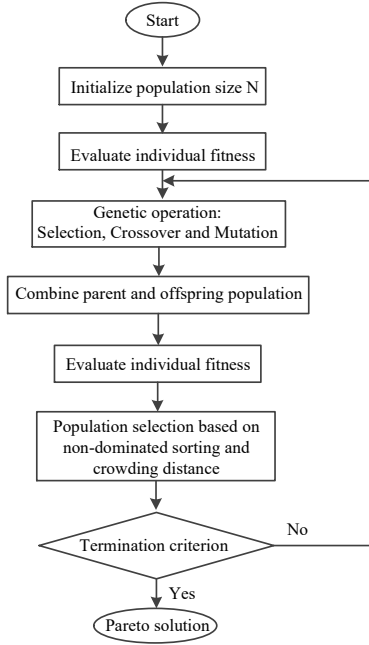 Start
Initialize population size N
Evaluate individual fitness
Genetic operation:
Selection, Crossover and Mutation
Combine parent and offspring population
Evaluate individual fitness
Population selection based on
non-dominated sorting and
crowding distance
Termination criterion
No
Yes
Pareto solution